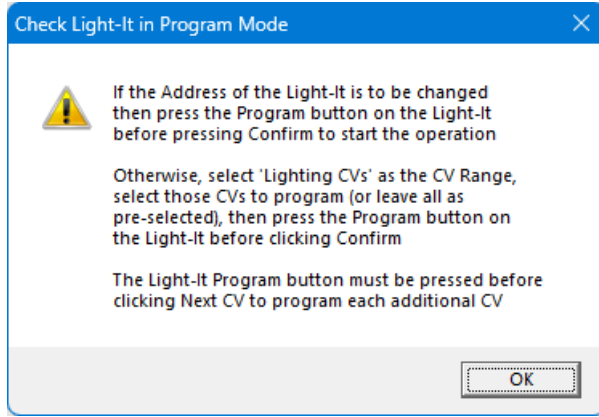 Check Light-It in Program Mode
If the Address of the Light-It is to be changed
then press the Program button on the Light-It
before pressing Confirm to start the operation
Otherwise, select 'Lighting CVs' as the CV Range,
select those CVs to program (or leave all as
pre-selected), then press the Program button on
the Light-It before clicking Confirm
The Light-It Program button must be pressed before
clicking Next CV to program each additional CV
OK